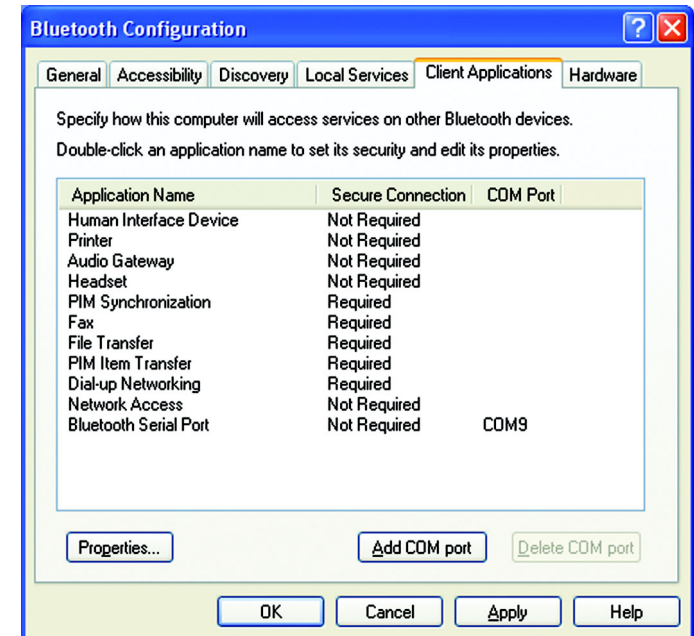 Bluetooth Configuration
General Accessibility Discovery Local Services Client Applications Hardware
Specify how this computer will access services on other Bluetooth devices.
Double-click an application name to set its security and edit its properties.
Application Name Secure Connection COM Port
Human Interface Device Not Required
Printer Not Required
Audio Gateway Not Required
Headset Not Required
PIM Synchronization Required
Fax Required
File Transfer Required
PIM Item Transfer Required
Dial-up Networking Required
Network Access Not Required
Bluetooth Serial Port Not Required COM9
Properties... Add COM port Delete COM port
OK Cancel Apply Help